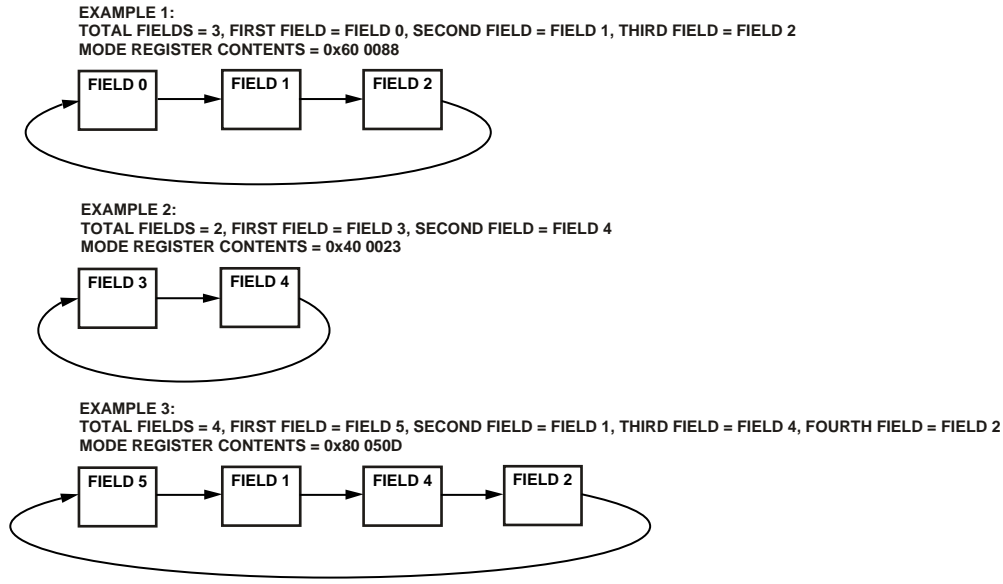 EXAMPLE 1:
TOTAL FIELDS = 3, FIRST FIELD = FIELD 0, SECOND FIELD = FIELD 1, THIRD FIELD = FIELD 2
MODE REGISTER CONTENTS = 0x60 0088
FIELD 0 FIELD 1 FIELD 2
EXAMPLE 2:
TOTAL FIELDS = 2, FIRST FIELD = FIELD 3, SECOND FIELD = FIELD 4
MODE REGISTER CONTENTS = 0x40 0023
FIELD 3 FIELD 4
EXAMPLE 3:
TOTAL FIELDS = 4, FIRST FIELD = FIELD 5, SECOND FIELD = FIELD 1, THIRD FIELD = FIELD 4, FOURTH FIELD = FIELD 2
MODE REGISTER CONTENTS = 0x80 050D
FIELD 5 FIELD 1 FIELD 4 FIELD 2